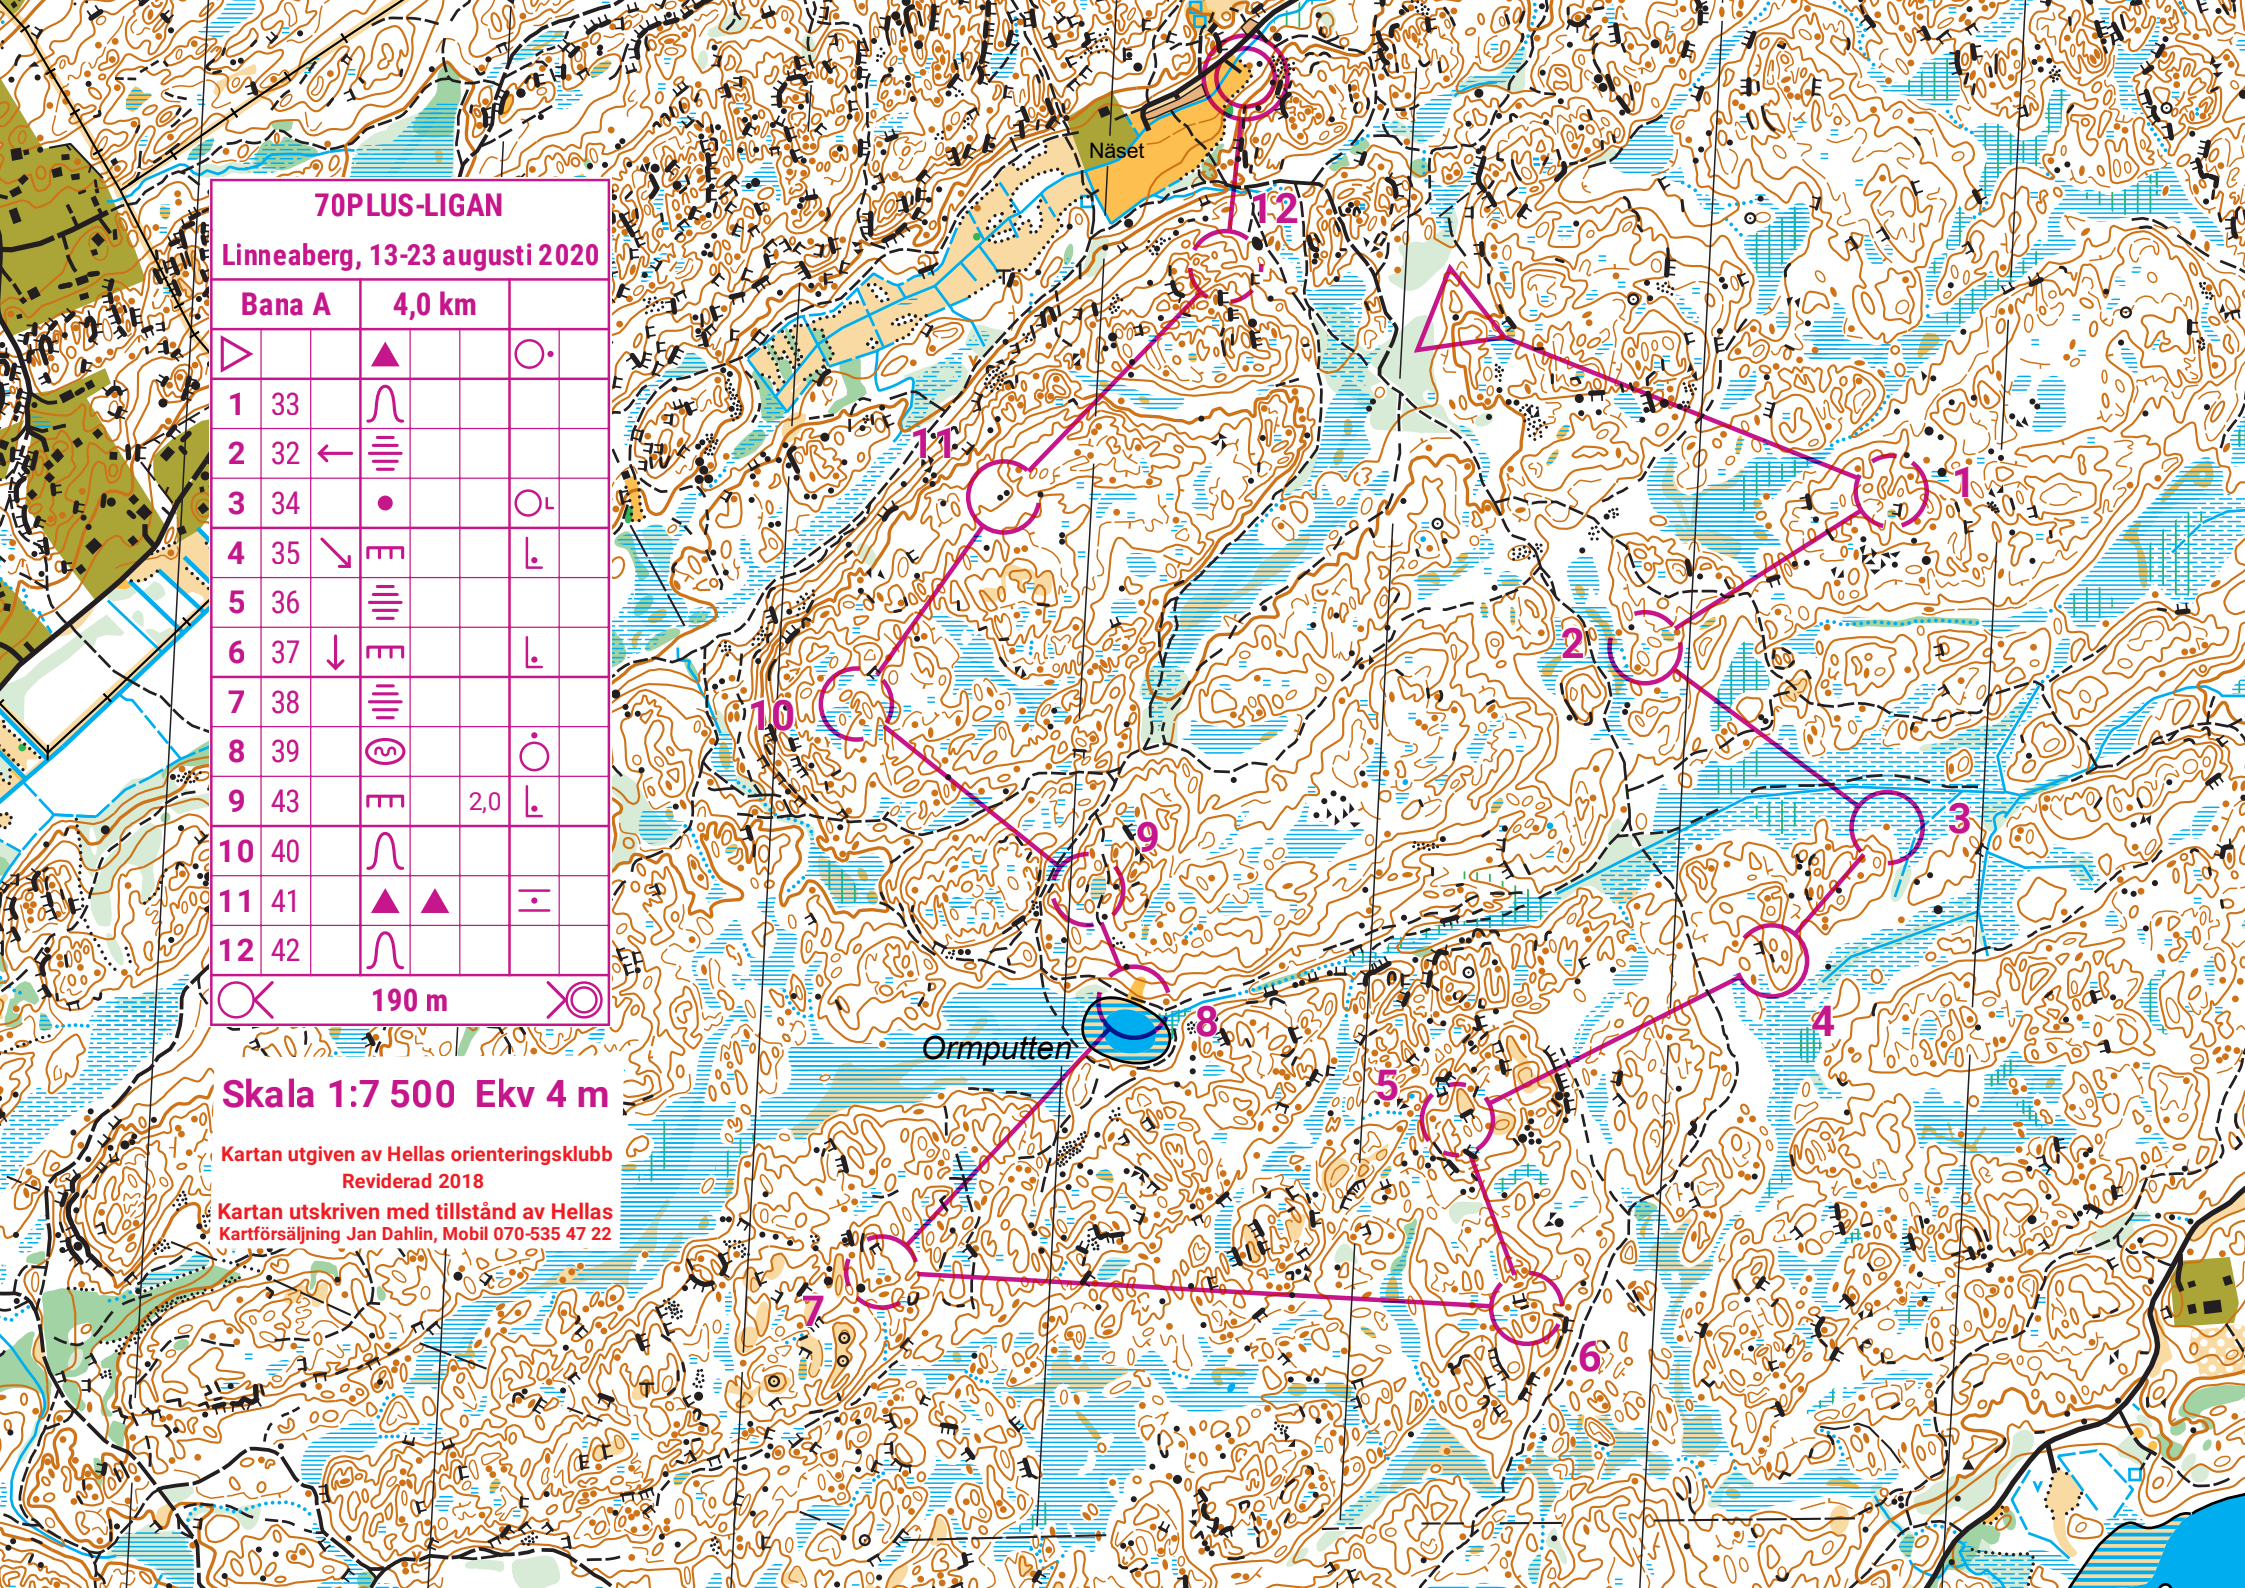 70PLUS-LIGAN
Linneaberg, 13-23 augusti 2020
Bana A 4,0 km
1 33
2 32
3 34
4 35
5 36
6 37
7 38
8 39
9 43 2,0
10 40
11 41
12 42
190 m
Skala 1:7 500 Ekv 4 m
Kartan utgiven av Hellas orienteringsklubb
Reviderad 2018
Kartan utskriven med tillstånd av Hellas
Kartförsäljning Jan Dahlin, Mobil 070-535 47 22
Näset
12
11
1
2
10
3
9
8
Ormputten
4
5
7
6